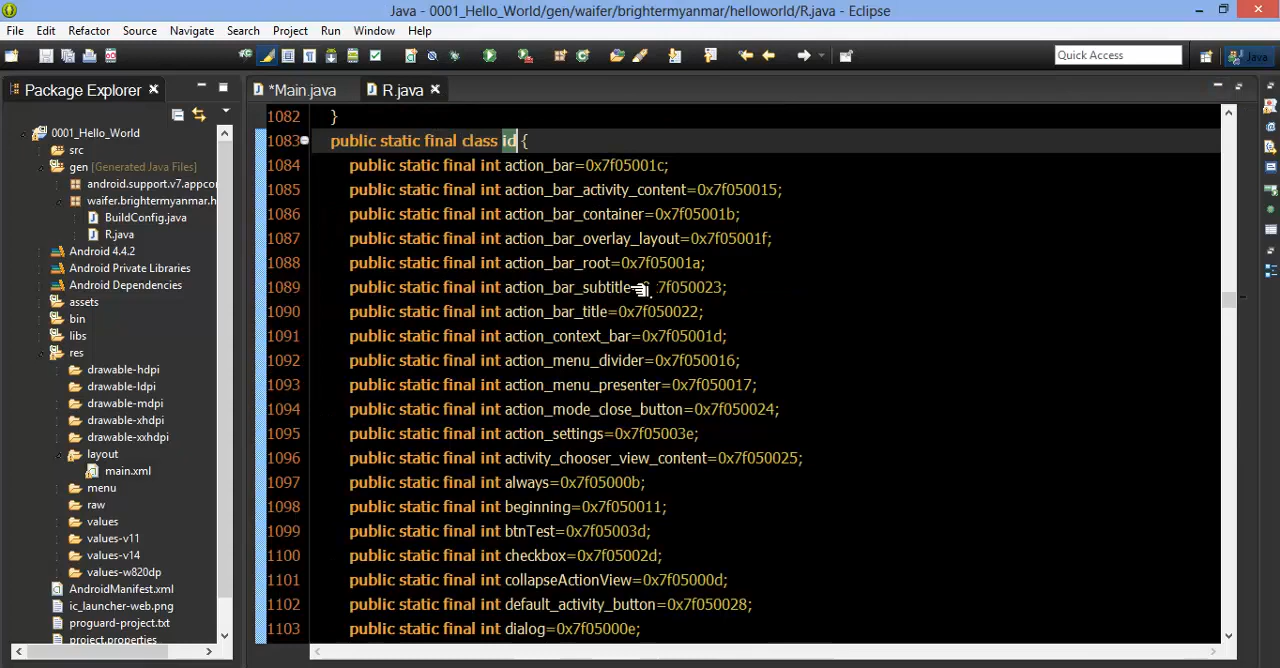 Java - 0001_Hello_World/gen/waifer/brightermyanmar/helloworld/R.java - Eclipse
File Edit Refactor Source Navigate Search Project Run Window Help
Quick Access Java
Package Explorer
*Main.java R.java
0001_Hello_World
src
gen [Generated Java Files]
android.support.v7.appcor
waifer.brightermyanmar.h
BuildConfig.java
R.java
Android 4.4.2
Android Private Libraries
Android Dependencies
assets
bin
libs
res
drawable-hdpi
drawable-ldpi
drawable-mdpi
drawable-xhdpi
drawable-xxhdpi
layout
main.xml
menu
raw
values
values-v11
values-v14
values-w820dp
AndroidManifest.xml
ic_launcher-web.png
proguard-project.txt
project.properties
1082 }
1083 public static final class id {
1084 public static final int action_bar=0x7f05001c;
1085 public static final int action_bar_activity_content=0x7f050015;
1086 public static final int action_bar_container=0x7f05001b;
1087 public static final int action_bar_overlay_layout=0x7f05001f;
1088 public static final int action_bar_root=0x7f05001a;
1089 public static final int action_bar_subtitle 7f050023;
1090 public static final int action_bar_title=0x7f050022;
1091 public static final int action_context_bar=0x7f05001d;
1092 public static final int action_menu_divider=0x7f050016;
1093 public static final int action_menu_presenter=0x7f050017;
1094 public static final int action_mode_close_button=0x7f050024;
1095 public static final int action_settings=0x7f05003e;
1096 public static final int activity_chooser_view_content=0x7f050025;
1097 public static final int always=0x7f05000b;
1098 public static final int beginning=0x7f050011;
1099 public static final int btnTest=0x7f05003d;
1100 public static final int checkbox=0x7f05002d;
1101 public static final int collapseActionView=0x7f05000d;
1102 public static final int default_activity_button=0x7f050028;
1103 public static final int dialog=0x7f05000e;